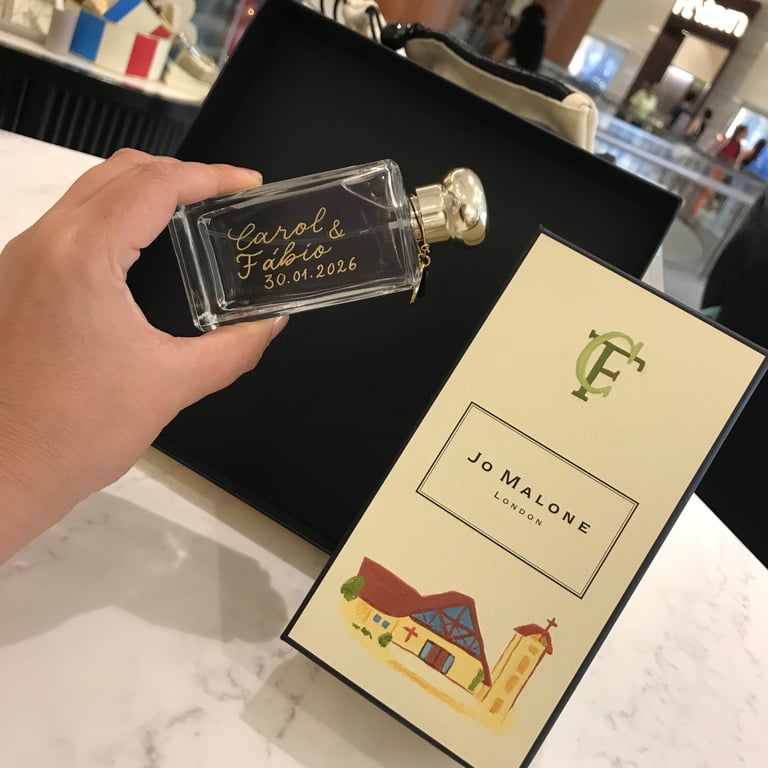 Carol &
Fábio
30.01.2026
CF
JO MALONE
LONDON